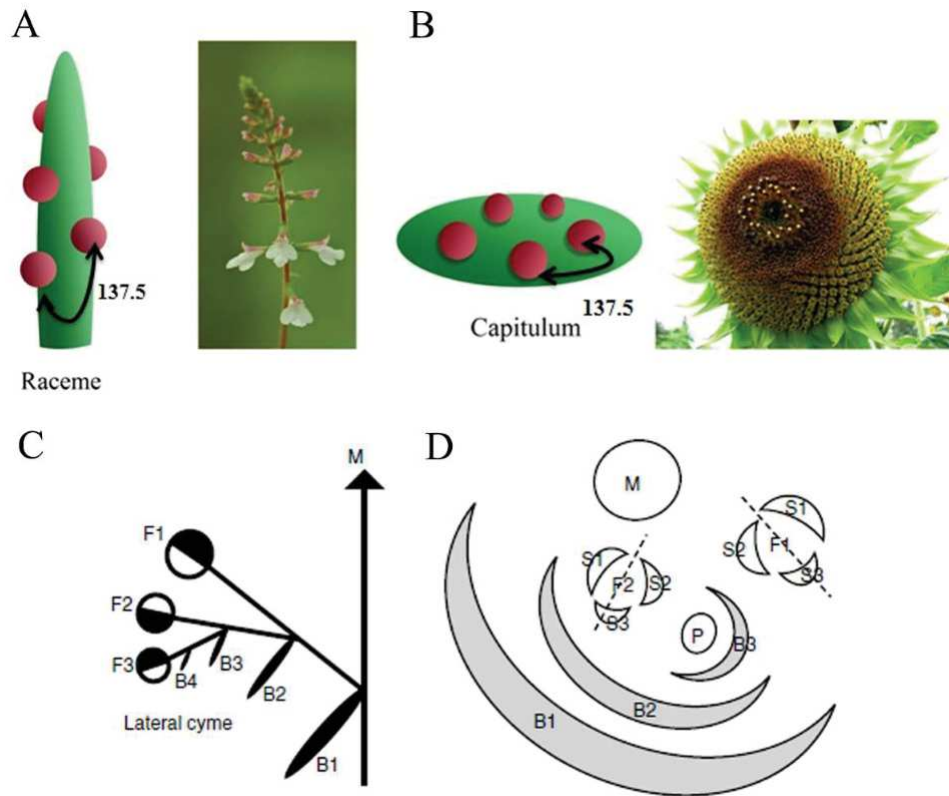 A
137.5
Raceme
B
137.5
Capitulum
C
M
F1
F2
F3
B3
B4
B2
Lateral cyme
B1
D
M
S1
S1
F1
S2
S3
F2
S2
S3
P
B3
B2
B1